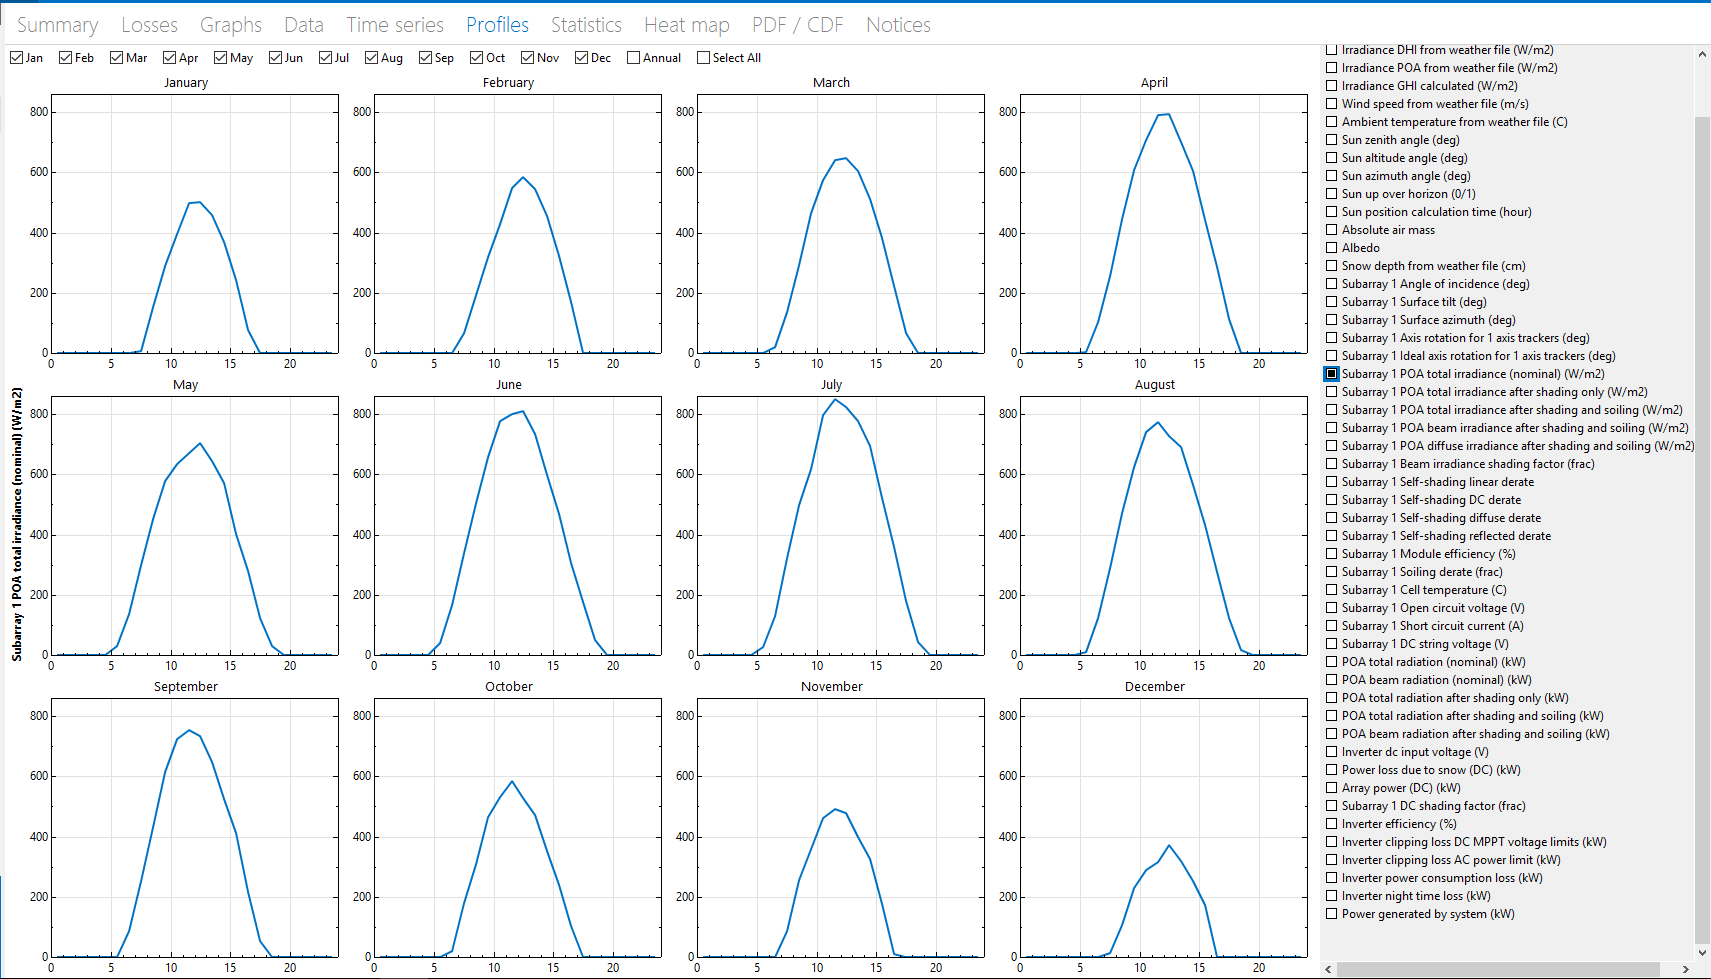 Summary Losses Graphs Data Time series Profiles Statistics Heat map PDF / CDF Notices
Jan Feb Mar Apr May Jun Jul Aug Sep Oct Nov Dec Annual Select All
January February March April
800 800 800 800
600 600 600 600
400 400 400 400
200 200 200 200
0 0 0 0
0 5 10 15 20 0 5 10 15 20 0 5 10 15 20 0 5 10 15 20
May June July August
800 800 800 800
600 600 600 600
400 400 400 400
200 200 200 200
0 0 0 0
0 5 10 15 20 0 5 10 15 20 0 5 10 15 20 0 5 10 15 20
September October November December
800 800 800 800
600 600 600 600
400 400 400 400
200 200 200 200
0 0 0 0
0 5 10 15 20 0 5 10 15 20 0 5 10 15 20 0 5 10 15 20
Subarray 1 POA total irradiance (nominal) (W/m2)
Irradiance DHI from weather file (W/m2)
Irradiance POA from weather file (W/m2)
Irradiance GHI calculated (W/m2)
Wind speed from weather file (m/s)
Ambient temperature from weather file (C)
Sun zenith angle (deg)
Sun altitude angle (deg)
Sun azimuth angle (deg)
Sun up over horizon (0/1)
Sun position calculation time (hour)
Absolute air mass
Albedo
Snow depth from weather file (cm)
Subarray 1 Angle of incidence (deg)
Subarray 1 Surface tilt (deg)
Subarray 1 Surface azimuth (deg)
Subarray 1 Axis rotation for 1 axis trackers (deg)
Subarray 1 Ideal axis rotation for 1 axis trackers (deg)
Subarray 1 POA total irradiance (nominal) (W/m2)
Subarray 1 POA total irradiance after shading only (W/m2)
Subarray 1 POA total irradiance after shading and soiling (W/m2)
Subarray 1 POA beam irradiance after shading and soiling (W/m2)
Subarray 1 POA diffuse irradiance after shading and soiling (W/m2)
Subarray 1 Beam irradiance shading factor (frac)
Subarray 1 Self-shading linear derate
Subarray 1 Self-shading DC derate
Subarray 1 Self-shading diffuse derate
Subarray 1 Self-shading reflected derate
Subarray 1 Module efficiency (%)
Subarray 1 Soiling derate (frac)
Subarray 1 Cell temperature (C)
Subarray 1 Open circuit voltage (V)
Subarray 1 Short circuit current (A)
Subarray 1 DC string voltage (V)
POA total radiation (nominal) (kW)
POA beam radiation (nominal) (kW)
POA total radiation after shading only (kW)
POA total radiation after shading and soiling (kW)
POA beam radiation after shading and soiling (kW)
Inverter dc input voltage (V)
Power loss due to snow (DC) (kW)
Array power (DC) (kW)
Subarray 1 DC shading factor (frac)
Inverter efficiency (%)
Inverter clipping loss DC MPPT voltage limits (kW)
Inverter clipping loss AC power limit (kW)
Inverter power consumption loss (kW)
Inverter night time loss (kW)
Power generated by system (kW)